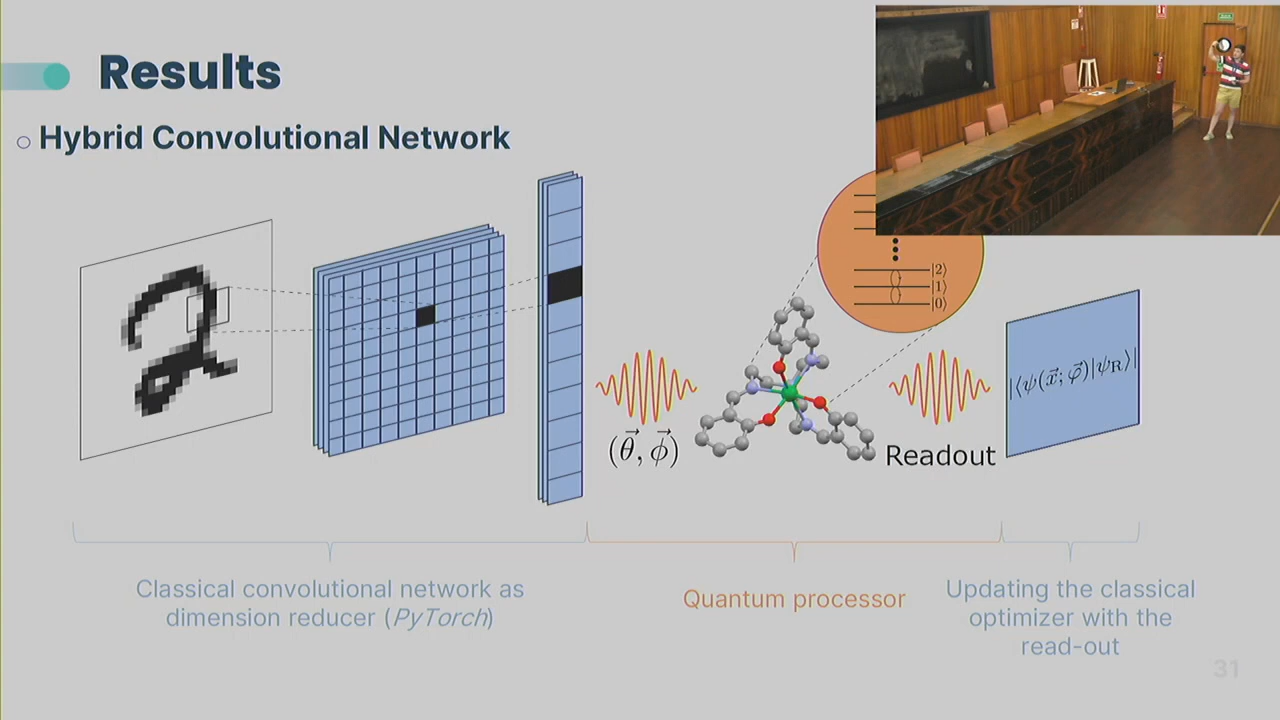 Results
Hybrid Convolutional Network
|2⟩
|1⟩
|0⟩
(θ⃗, ϕ⃗)
Readout
|⟨ψ(x⃗; φ⃗)|ψR⟩|
Classical convolutional network as
dimension reducer (PyTorch)
Quantum processor
Updating the classical
optimizer with the
read-out
31